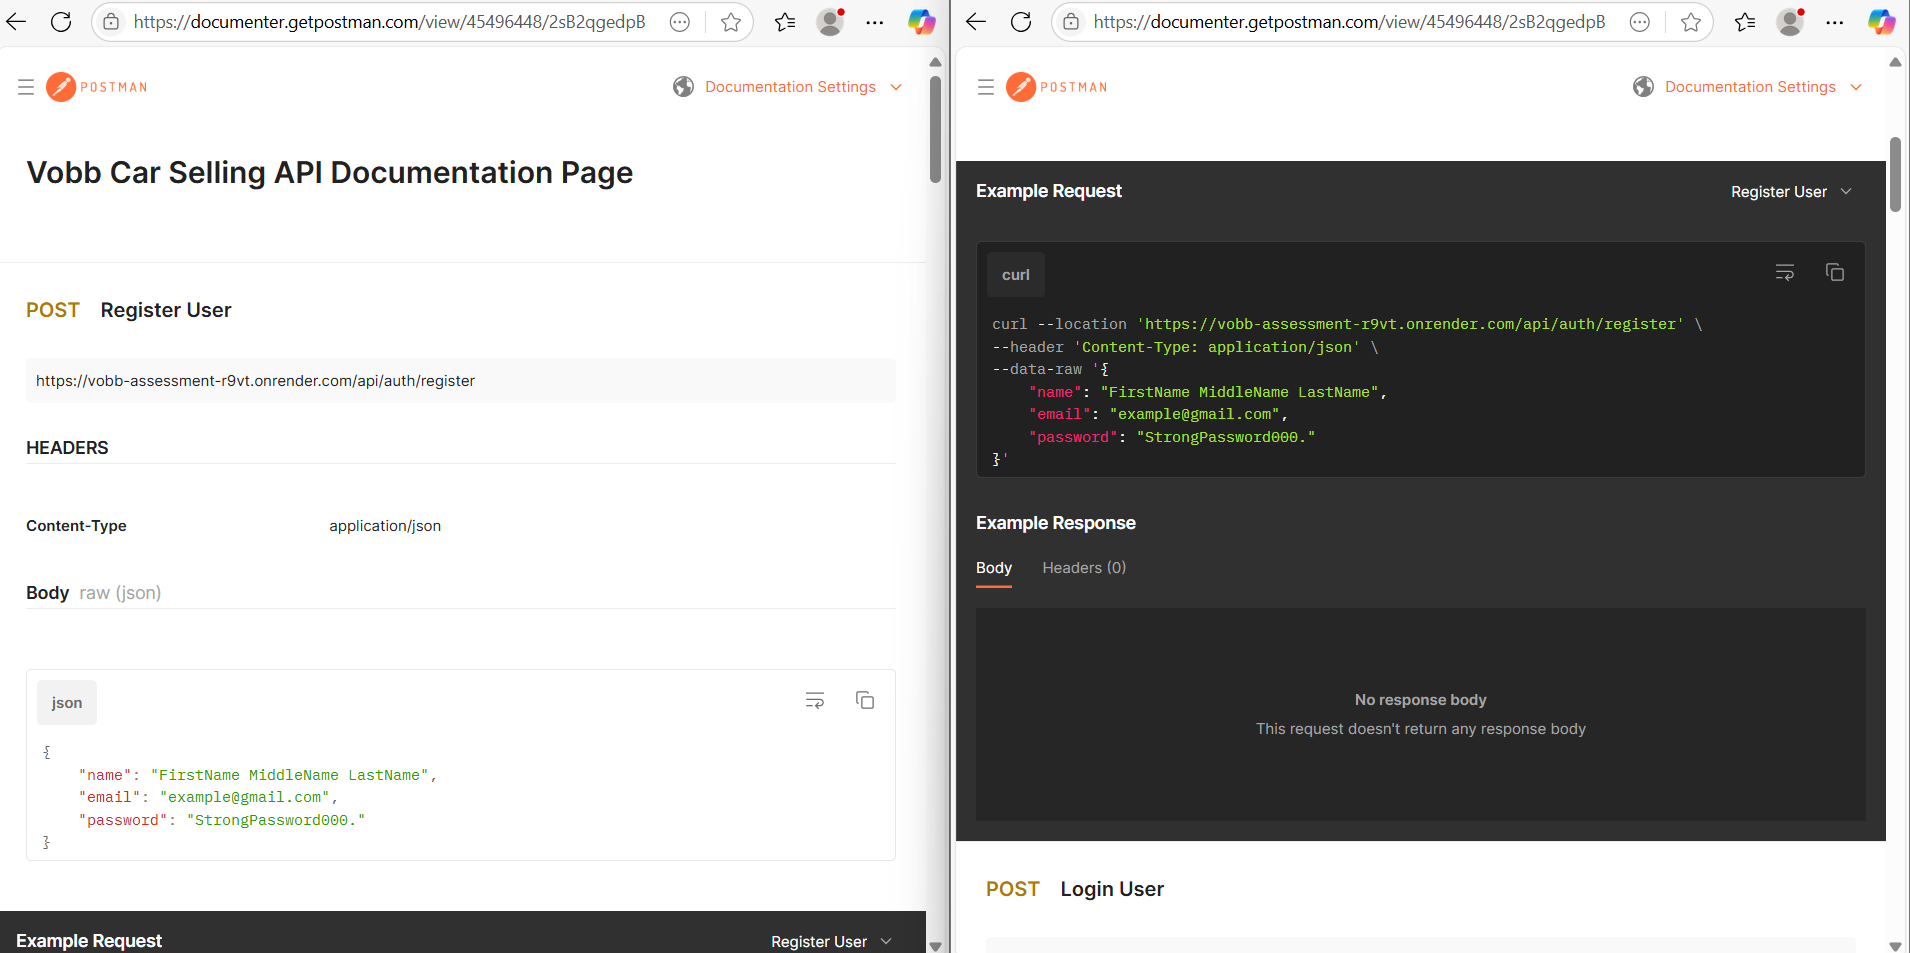 https://documenter.getpostman.com/view/45496448/2sB2qgedpB
POSTMAN
Documentation Settings
Vobb Car Selling API Documentation Page
POST Register User
https://vobb-assessment-r9vt.onrender.com/api/auth/register
HEADERS
Content-Type application/json
Body raw (json)
json
{
    "name": "FirstName MiddleName LastName",
    "email": "example@gmail.com",
    "password": "StrongPassword000."
}
Example Request Register User
https://documenter.getpostman.com/view/45496448/2sB2qgedpB
POSTMAN
Documentation Settings
Example Request Register User
curl
curl --location 'https://vobb-assessment-r9vt.onrender.com/api/auth/register' \
--header 'Content-Type: application/json' \
--data-raw '{
    "name": "FirstName MiddleName LastName",
    "email": "example@gmail.com",
    "password": "StrongPassword000."
}'
Example Response
Body Headers (0)
No response body
This request doesn't return any response body
POST Login User